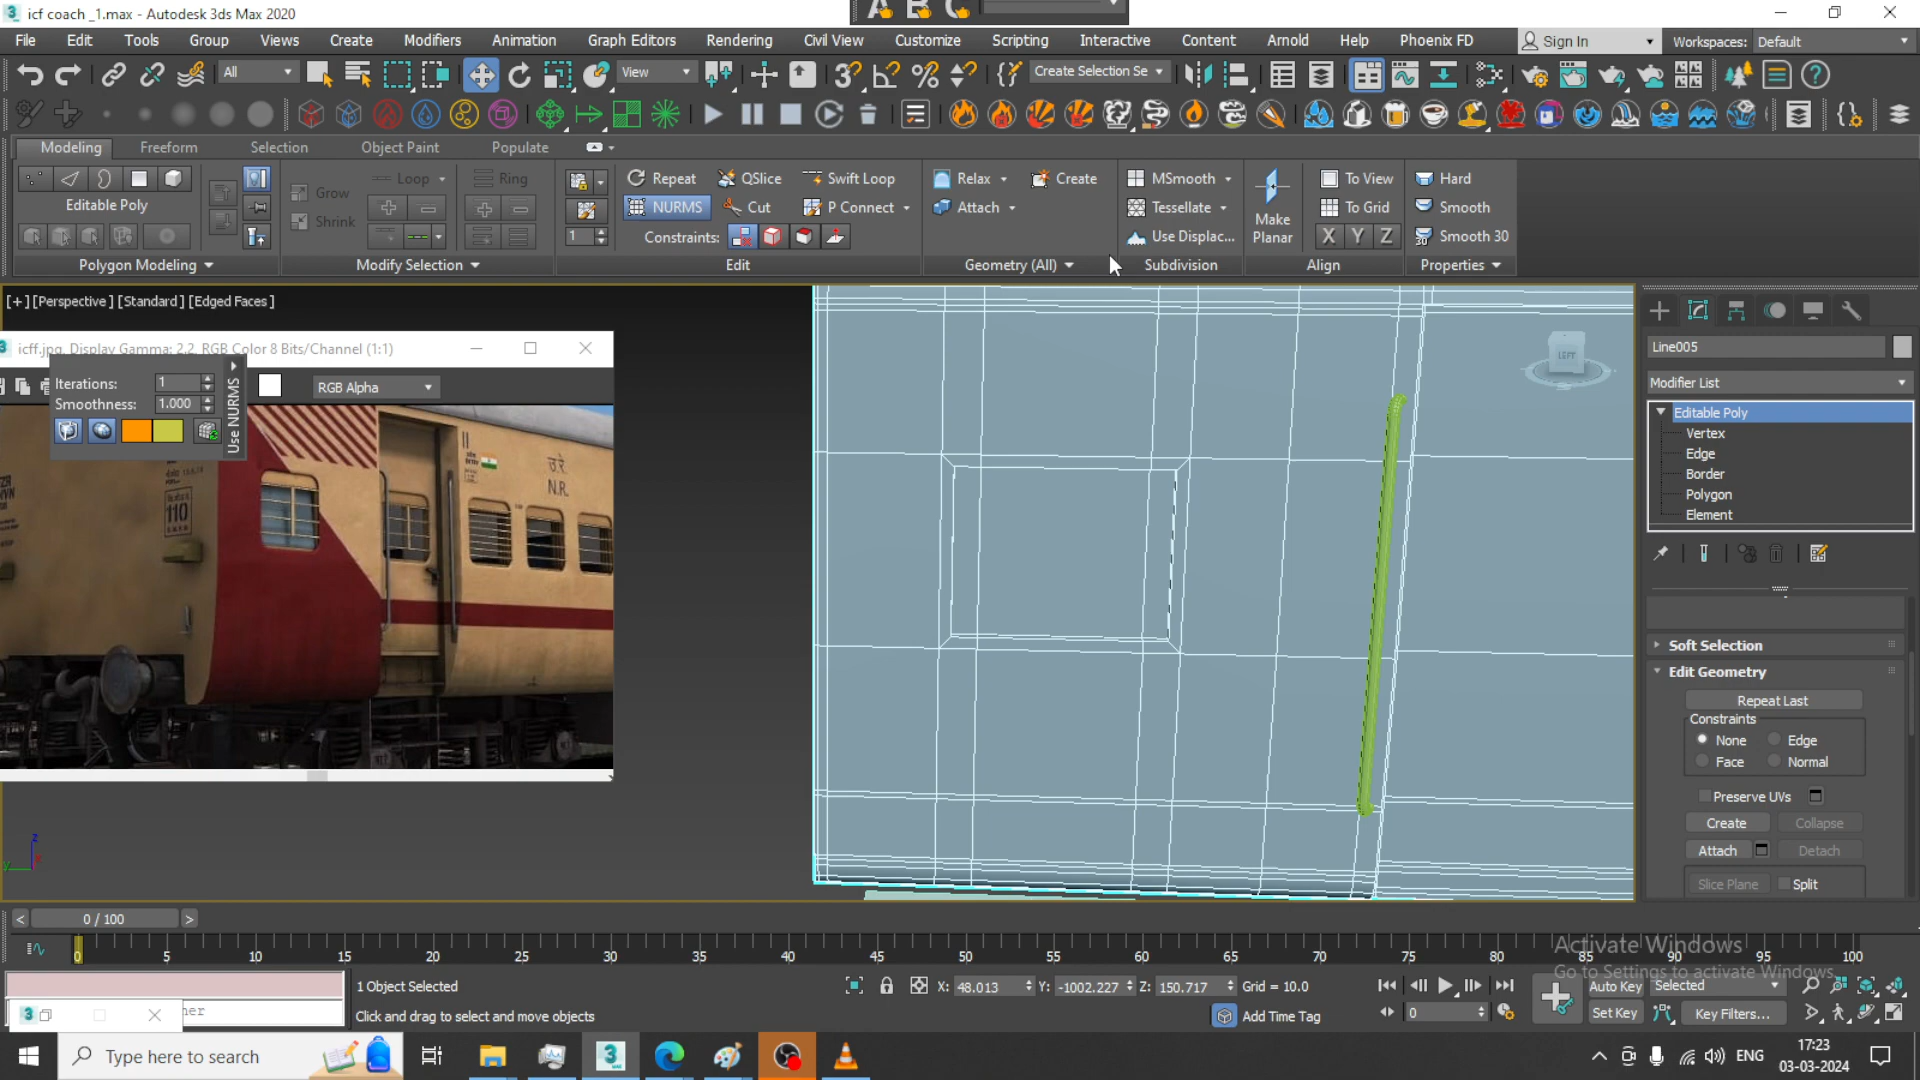 icf coach _1.max - Autodesk 3ds Max 2020
File Edit Tools Group Views Create Modifiers Animation Graph Editors Rendering Civil View Customize Scripting Interactive Content Arnold Help Phoenix FD
Sign In Workspaces: Default
All View Create Selection Se
Modeling Freeform Selection Object Paint Populate
Editable Poly
Polygon Modeling
Grow
Shrink
Loop Ring
Modify Selection
1
Repeat QSlice Swift Loop
NURMS Cut P Connect
Constraints:
Edit
Relax Create
Attach
Geometry (All)
MSmooth
Tessellate
Use Displac...
Subdivision
Make Planar
To View
To Grid
X Y Z
Align
Hard
Smooth
Smooth 30
Properties
[+] [Perspective] [Standard] [Edged Faces]
icff.jpg, Display Gamma: 2.2, RGB Color 8 Bits/Channel (1:1)
Iterations: 1
Smoothness: 1.000
Use NURMS
RGB Alpha
उ.रे.
N.R.
110
LEFT
Line005
Modifier List
Editable Poly
Vertex
Edge
Border
Polygon
Element
Soft Selection
Edit Geometry
Repeat Last
Constraints
None Edge
Face Normal
Preserve UVs
Create Collapse
Attach Detach
Slice Plane Split
z
y
< 0 / 100 >
0 5 10 15 20 25 30 35 40 45 50 55 60 65 70 75 80 85 90 95 100
Activate Windows
Go to Settings to activate Windows.
1 Object Selected
Click and drag to select and move objects
X: 48.013 Y: -1002.227 Z: 150.717 Grid = 10.0
Add Time Tag
0
Auto Key Selected
Set Key Key Filters...
ner
Type here to search
ENG
17:23
03-03-2024